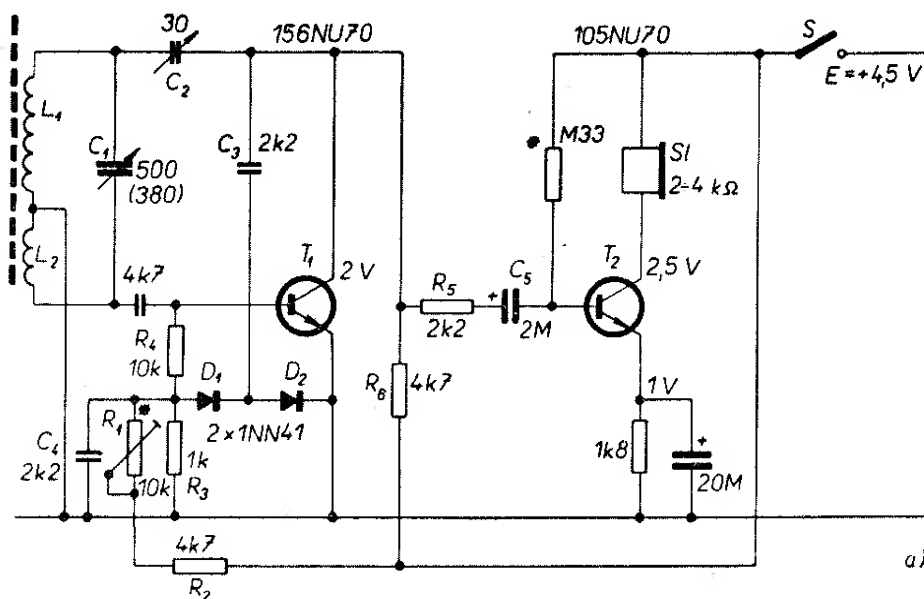 30
156NU70
105NU70
S
E=+4,5 V
L1
C2
C1
500
(380)
C3
2k2
M33
Sl
2-4 kΩ
L2
4k7
T1
2 V
R5
2k2
+
C5
2M
T2
2,5 V
R4
10k
D1
D2
R6
4k7
1 V
C4
2k2
R1
10k
1k
R3
2×1NN41
1k8
+
20M
4k7
R2
a)